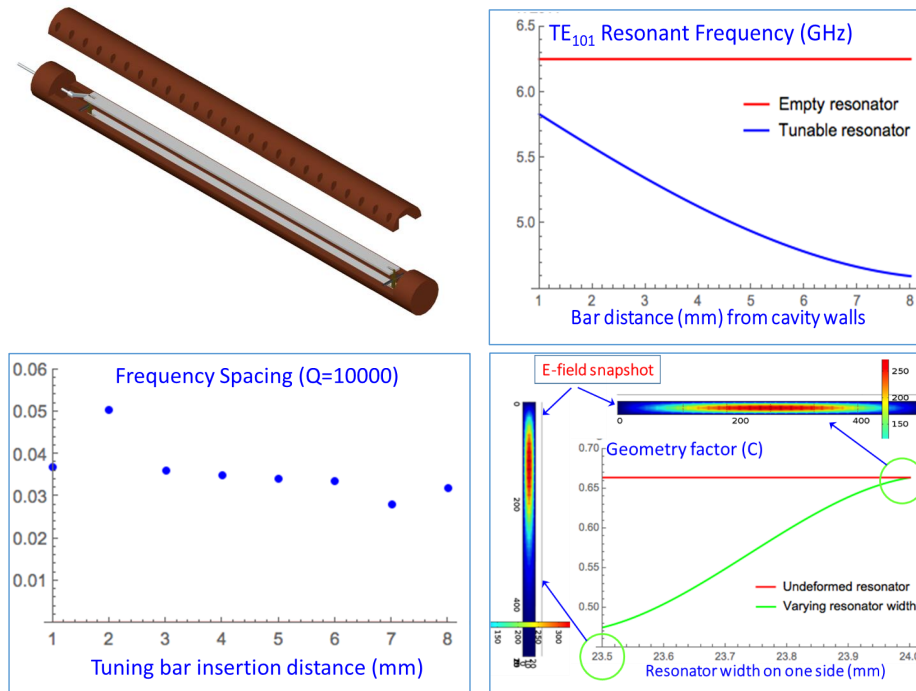 TE101 Resonant Frequency (GHz)
6.5
6.0
5.5
5.0
Empty resonator
Tunable resonator
1 2 3 4 5 6 7 8
Bar distance (mm) from cavity walls
Frequency Spacing (Q=10000)
0.06
0.05
0.04
0.03
0.02
0.01
1 2 3 4 5 6 7 8
Tuning bar insertion distance (mm)
E-field snapshot
0
200
400
150 200 250 300
0 200 400
250
200
150
Geometry factor (C)
0.70
0.65
0.60
0.55
0.50
Undeformed resonator
Varying resonator width
23.5 23.6 23.7 23.8 23.9 24.0
Resonator width on one side (mm)